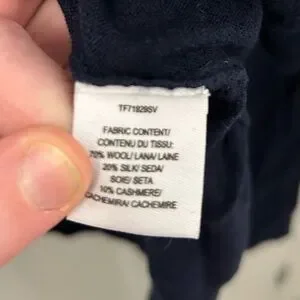 TF71929SV
FABRIC CONTENT/
CONTENU DU TISSU:
70% WOOL/ LANA/ LAINE
20% SILK/ SEDA/
SOIE/ SETA
10% CASHMERE/
CACHEMIRA/ CACHEMIRE